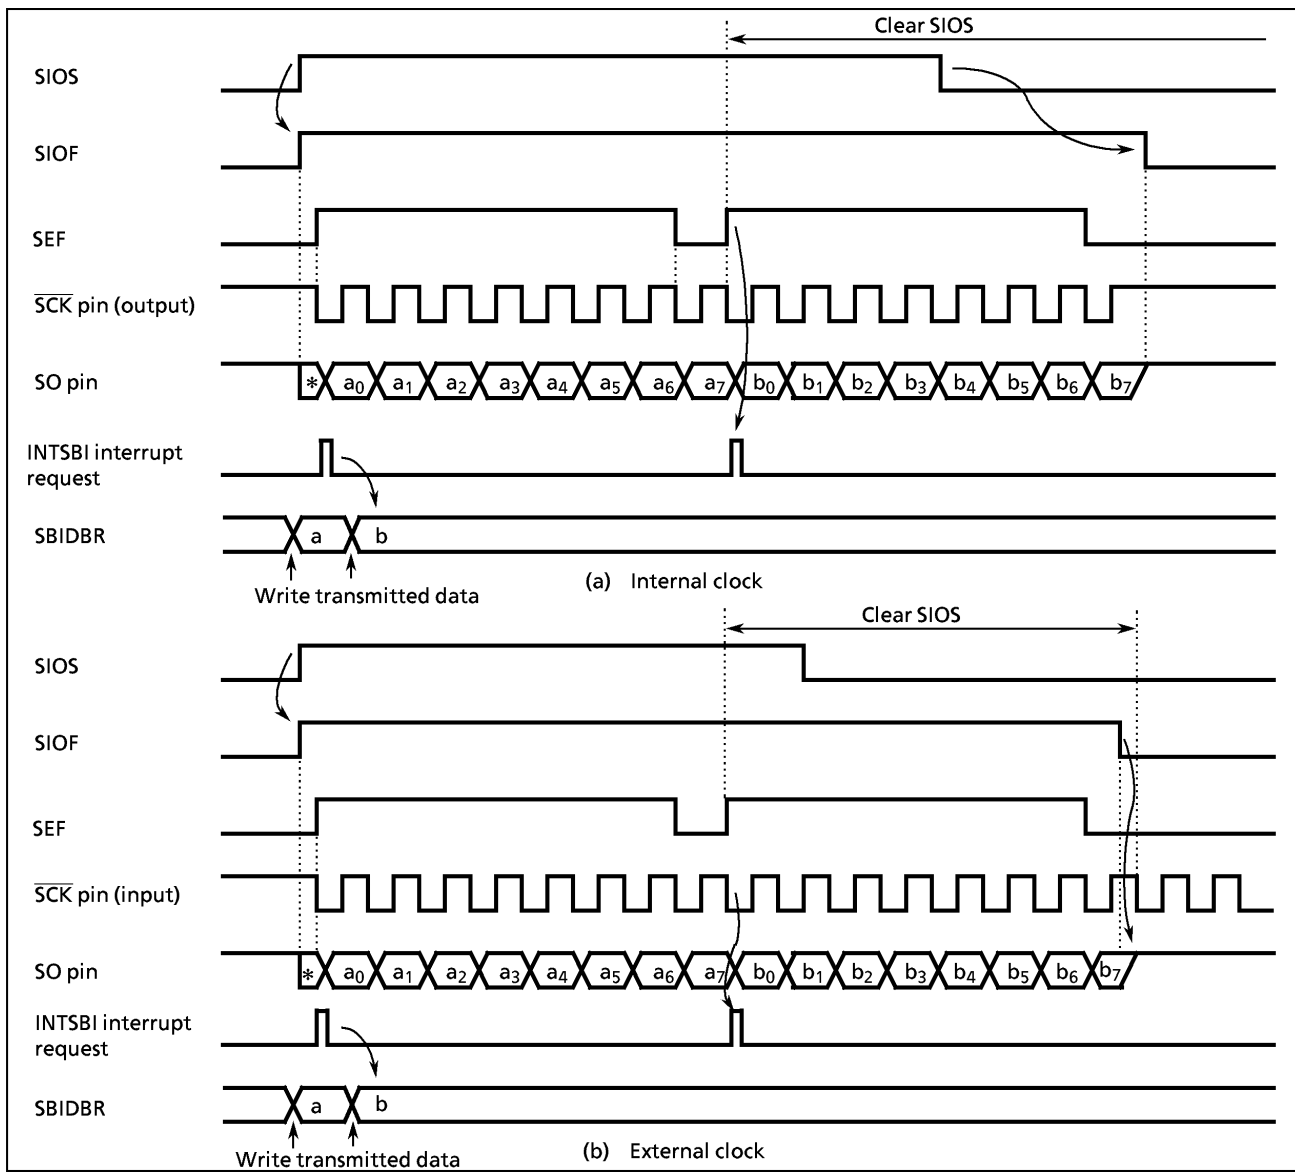 Clear SIOS
SIOS
SIOF
SEF
SCK pin (output)
SO pin
* a0 a1 a2 a3 a4 a5 a6 a7 b0 b1 b2 b3 b4 b5 b6 b7
INTSBI interrupt
request
SBIDBR
a b
Write transmitted data
(a) Internal clock
Clear SIOS
SIOS
SIOF
SEF
SCK pin (input)
SO pin
* a0 a1 a2 a3 a4 a5 a6 a7 b0 b1 b2 b3 b4 b5 b6 b7
INTSBI interrupt
request
SBIDBR
a b
Write transmitted data
(b) External clock